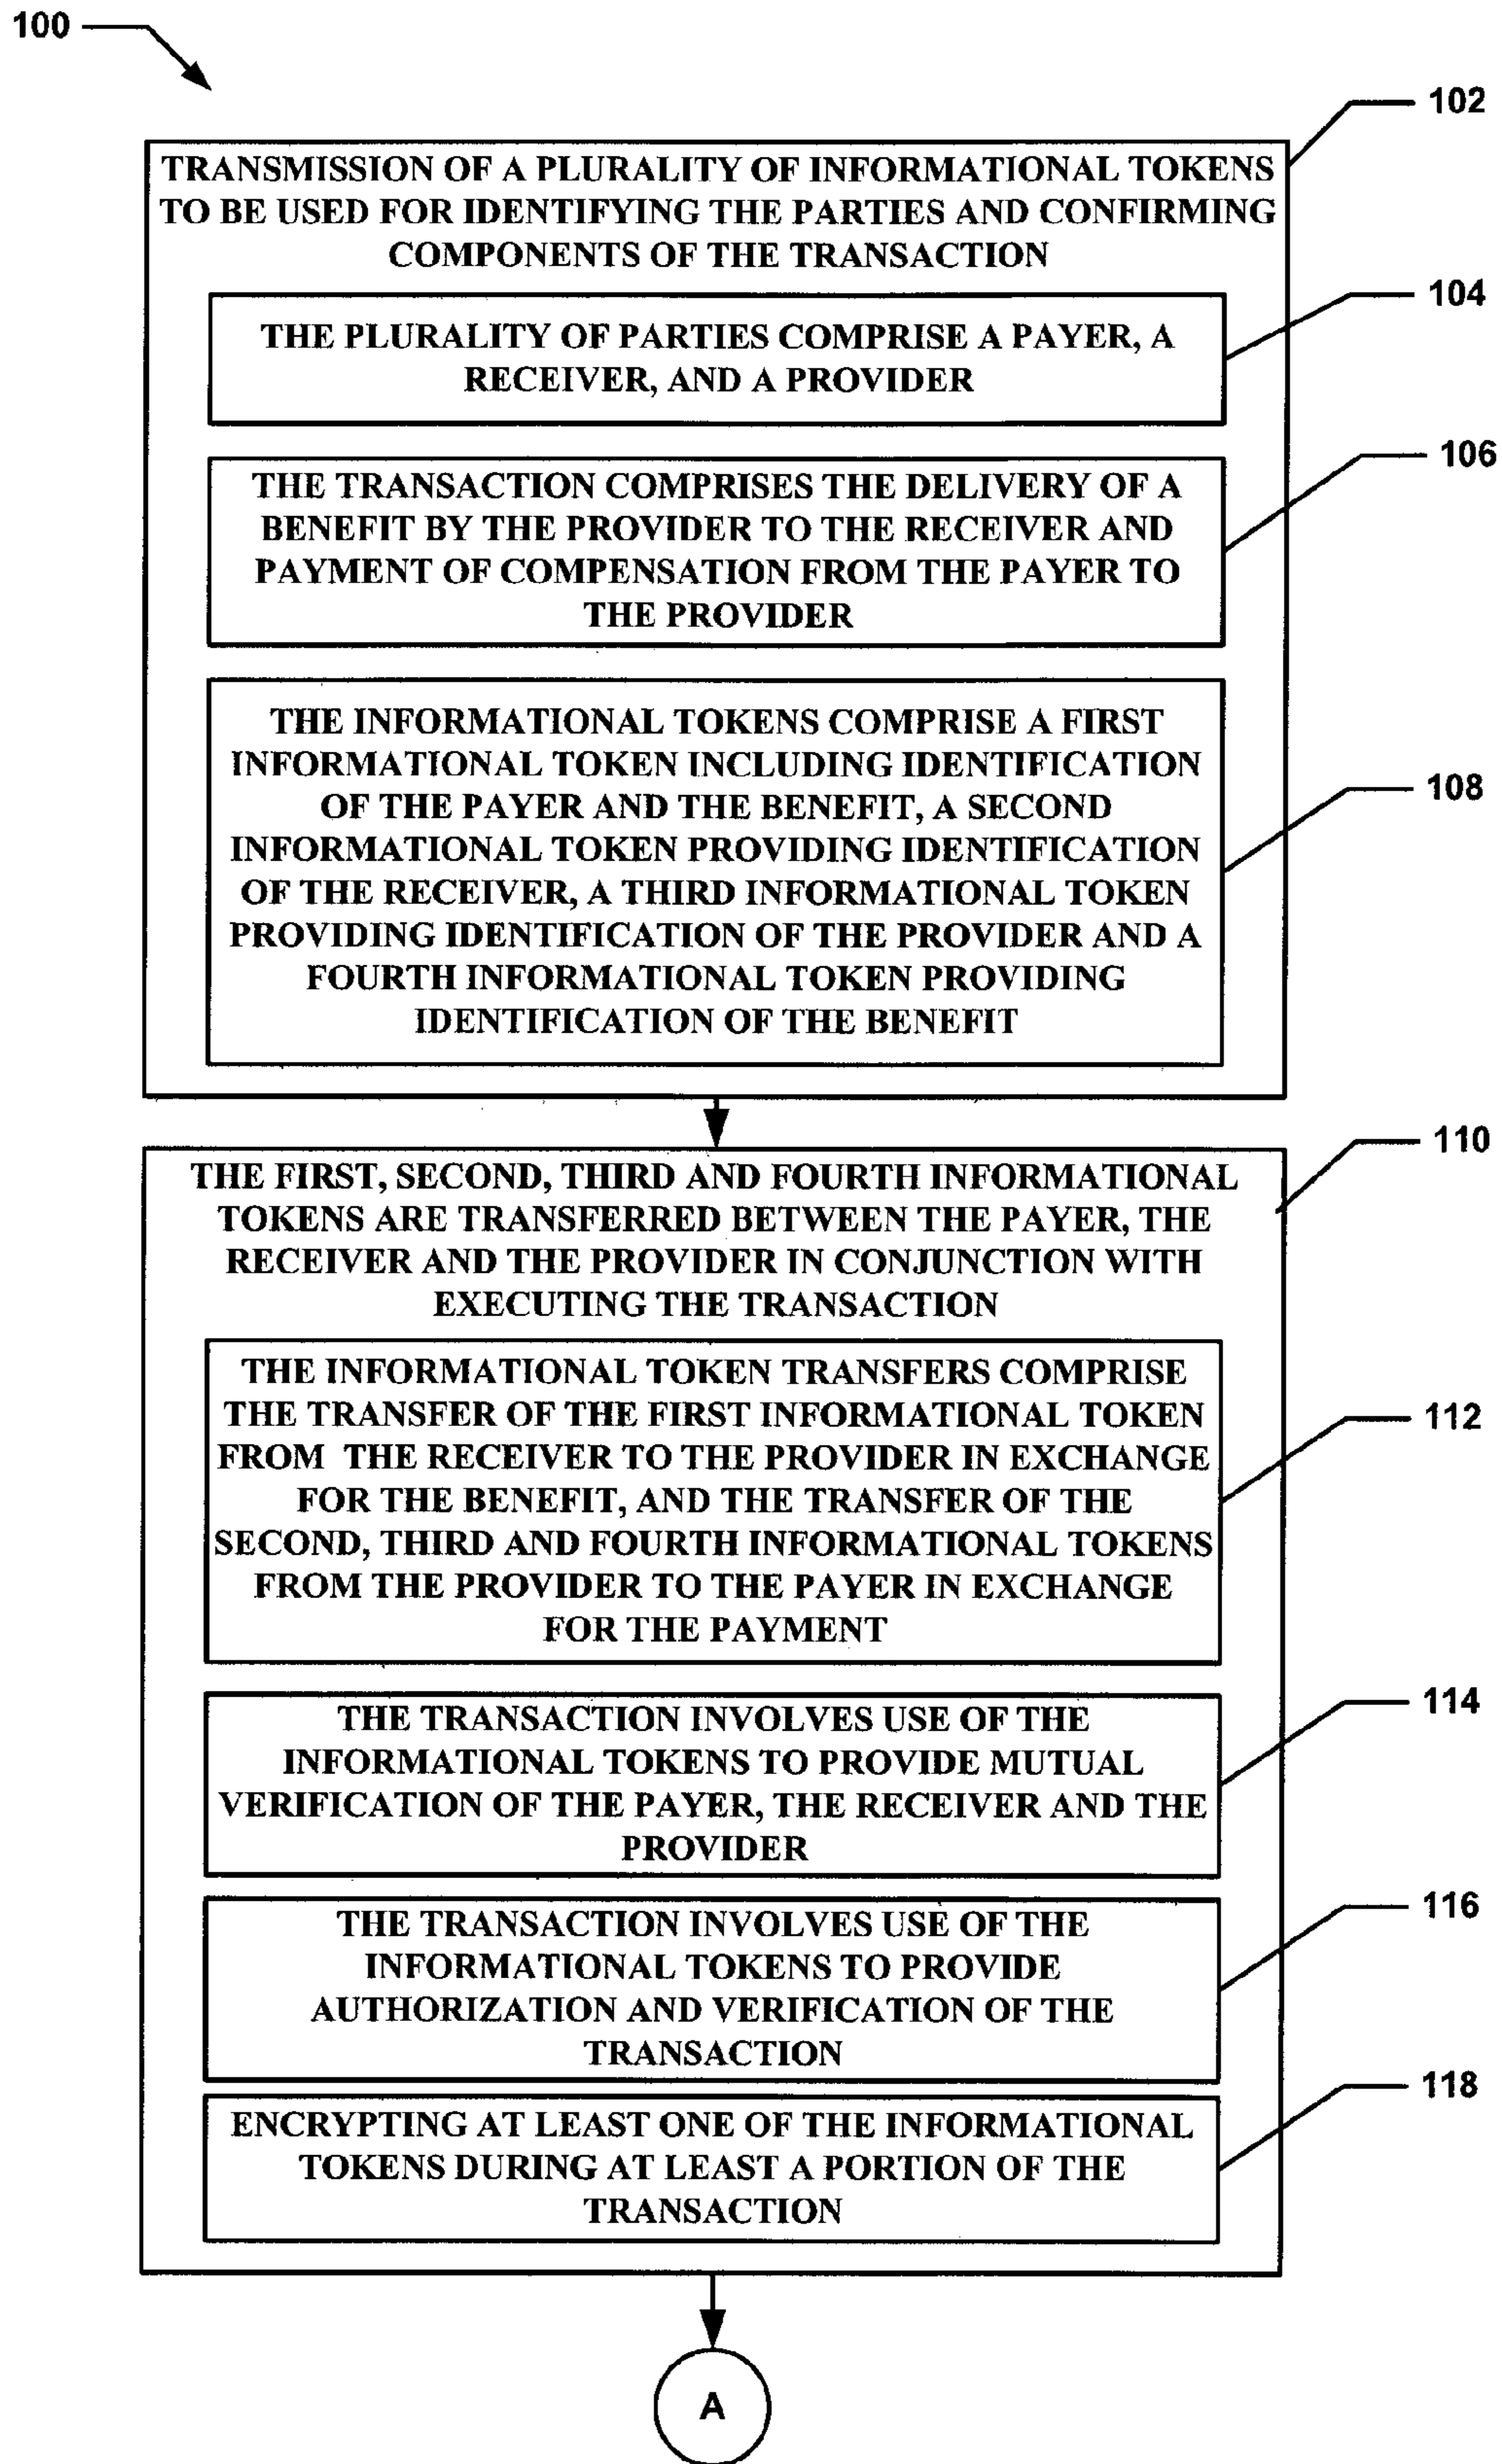 100
102
TRANSMISSION OF A PLURALITY OF INFORMATIONAL TOKENS
TO BE USED FOR IDENTIFYING THE PARTIES AND CONFIRMING
COMPONENTS OF THE TRANSACTION
104
THE PLURALITY OF PARTIES COMPRISE A PAYER, A
RECEIVER, AND A PROVIDER
106
THE TRANSACTION COMPRISES THE DELIVERY OF A
BENEFIT BY THE PROVIDER TO THE RECEIVER AND
PAYMENT OF COMPENSATION FROM THE PAYER TO
THE PROVIDER
108
THE INFORMATIONAL TOKENS COMPRISE A FIRST
INFORMATIONAL TOKEN INCLUDING IDENTIFICATION
OF THE PAYER AND THE BENEFIT, A SECOND
INFORMATIONAL TOKEN PROVIDING IDENTIFICATION
OF THE RECEIVER, A THIRD INFORMATIONAL TOKEN
PROVIDING IDENTIFICATION OF THE PROVIDER AND A
FOURTH INFORMATIONAL TOKEN PROVIDING
IDENTIFICATION OF THE BENEFIT
110
THE FIRST, SECOND, THIRD AND FOURTH INFORMATIONAL
TOKENS ARE TRANSFERRED BETWEEN THE PAYER, THE
RECEIVER AND THE PROVIDER IN CONJUNCTION WITH
EXECUTING THE TRANSACTION
112
THE INFORMATIONAL TOKEN TRANSFERS COMPRISE
THE TRANSFER OF THE FIRST INFORMATIONAL TOKEN
FROM THE RECEIVER TO THE PROVIDER IN EXCHANGE
FOR THE BENEFIT, AND THE TRANSFER OF THE
SECOND, THIRD AND FOURTH INFORMATIONAL TOKENS
FROM THE PROVIDER TO THE PAYER IN EXCHANGE
FOR THE PAYMENT
114
THE TRANSACTION INVOLVES USE OF THE
INFORMATIONAL TOKENS TO PROVIDE MUTUAL
VERIFICATION OF THE PAYER, THE RECEIVER AND THE
PROVIDER
116
THE TRANSACTION INVOLVES USE OF THE
INFORMATIONAL TOKENS TO PROVIDE
AUTHORIZATION AND VERIFICATION OF THE
TRANSACTION
118
ENCRYPTING AT LEAST ONE OF THE INFORMATIONAL
TOKENS DURING AT LEAST A PORTION OF THE
TRANSACTION
A